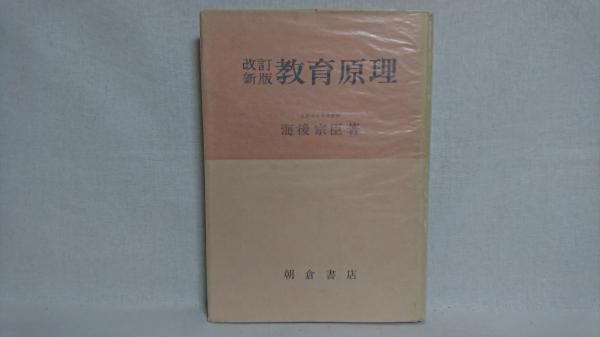 改訂新版 教育原理
海後宗臣著
朝倉書店